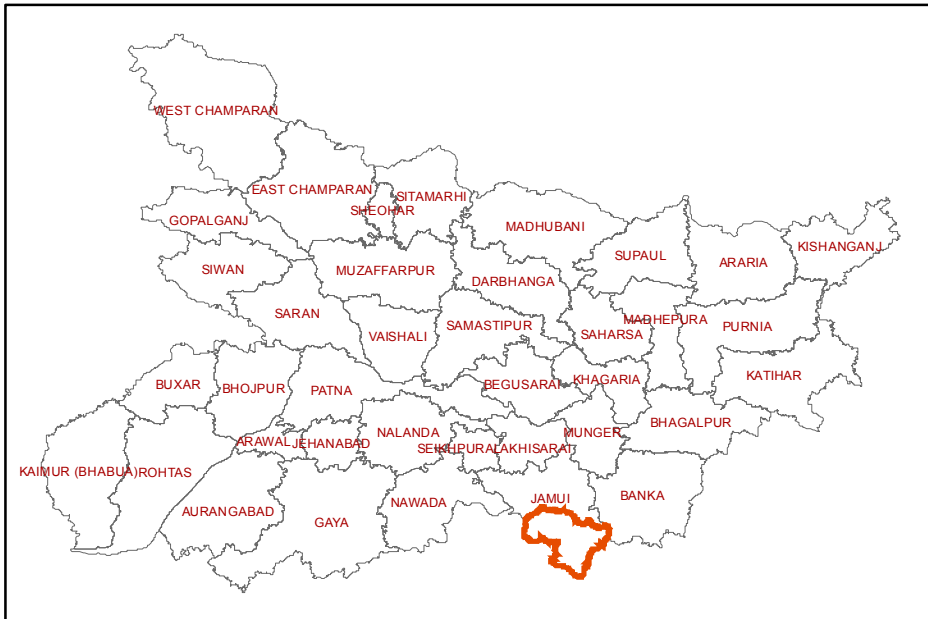 WEST CHAMPARAN
EAST CHAMPARAN
SITAMARHI
SHEOHAR
GOPALGANJ
MADHUBANI
KISHANGANJ
SUPAUL
ARARIA
SIWAN
MUZAFFARPUR
DARBHANGA
SARAN
MADHEPURA
SAMASTIPUR
PURNIA
VAISHALI
SAHARSA
KATIHAR
BUXAR
BHOJPUR
PATNA
BEGUSARAI
KHAGARIA
BHAGALPUR
NALANDA
MUNGER
ARAWAL
JEHANABAD
SEIKHPURA
LAKHISARAI
KAIMUR (BHABUA)
ROHTAS
JAMUI
BANKA
NAWADA
AURANGABAD
GAYA